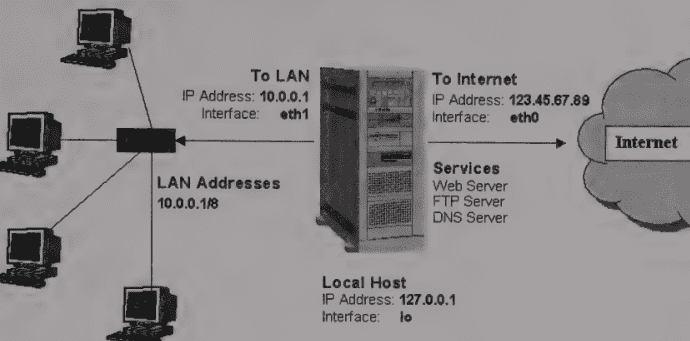 To LAN
IP Address: 10.0.0.1
Interface: eth1
To Internet
IP Address: 123.45.67.89
Interface: eth0
Internet
LAN Addresses
10.0.0.1/8
Services
Web Server
FTP Server
DNS Server
Local Host
IP Address: 127.0.0.1
Interface: lo